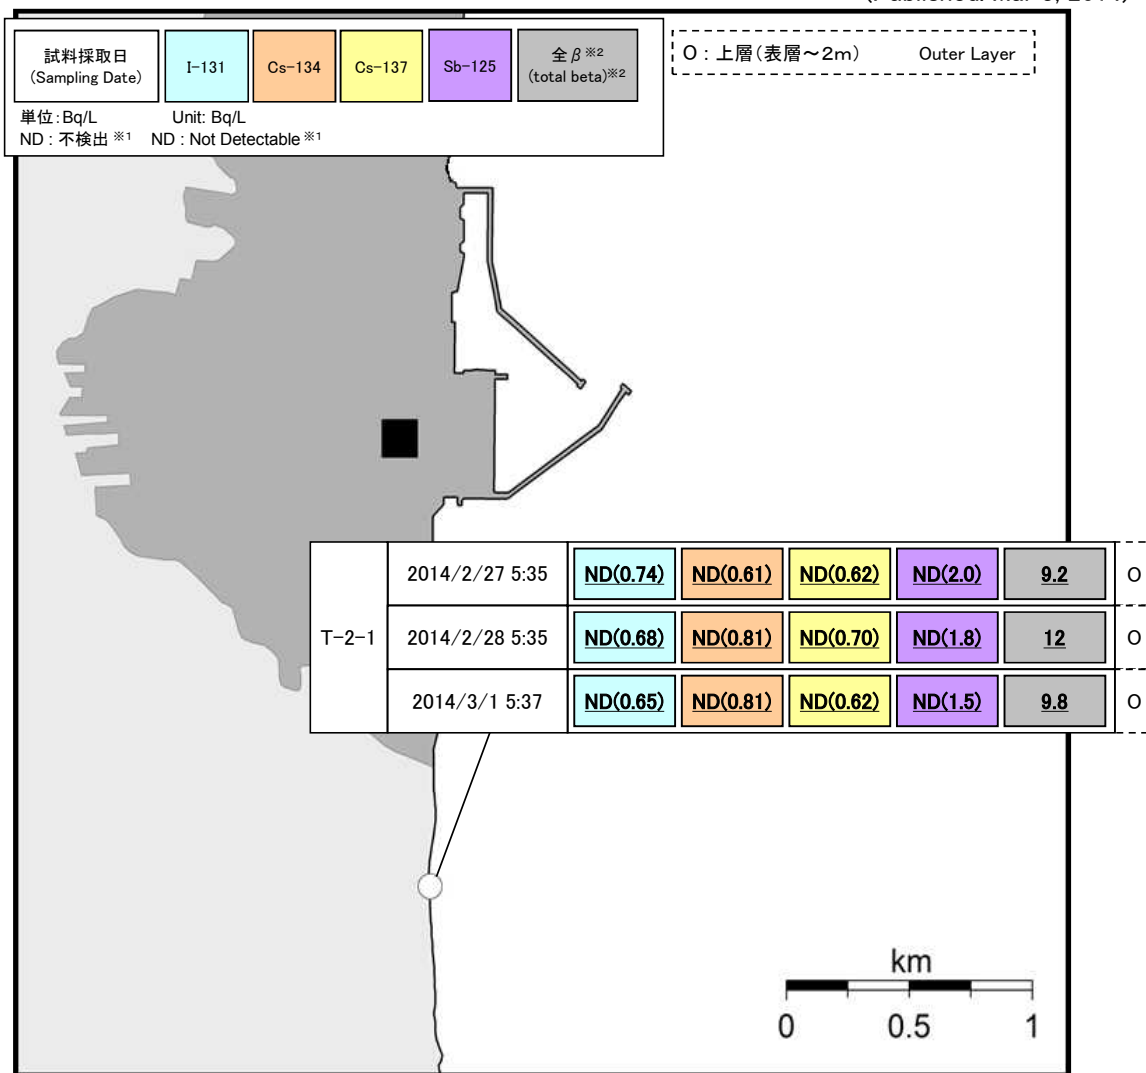 試料採取日
(Sampling Date)
I-131
Cs-134
Cs-137
Sb-125
全β※2
(total beta)※2
O : 上層(表層～2m) Outer Layer
単位:Bq/L Unit: Bq/L
ND : 不検出 ※1 ND : Not Detectable ※1
T-2-1
2014/2/27 5:35 ND(0.74) ND(0.61) ND(0.62) ND(2.0) 9.2 O
2014/2/28 5:35 ND(0.68) ND(0.81) ND(0.70) ND(1.8) 12 O
2014/3/1 5:37 ND(0.65) ND(0.81) ND(0.62) ND(1.5) 9.8 O
km
0 0.5 1